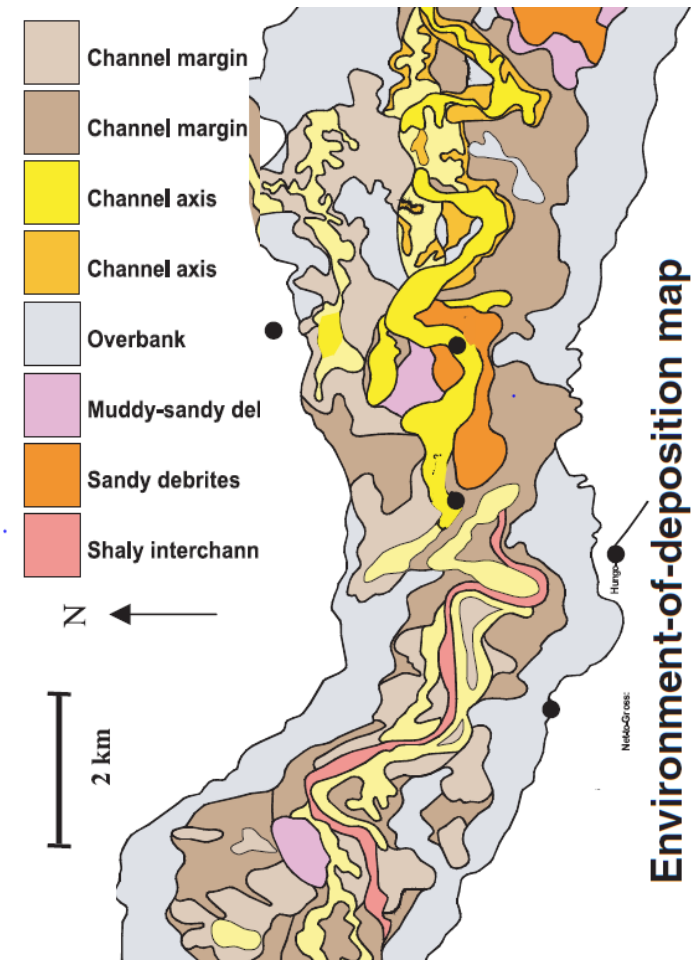 Channel margin
Channel margin
Channel axis
Channel axis
Overbank
Muddy-sandy del
Sandy debrites
Shaly interchann
N
2 km
?
Hungo
Net-to-Gross:
Environment-of-deposition map